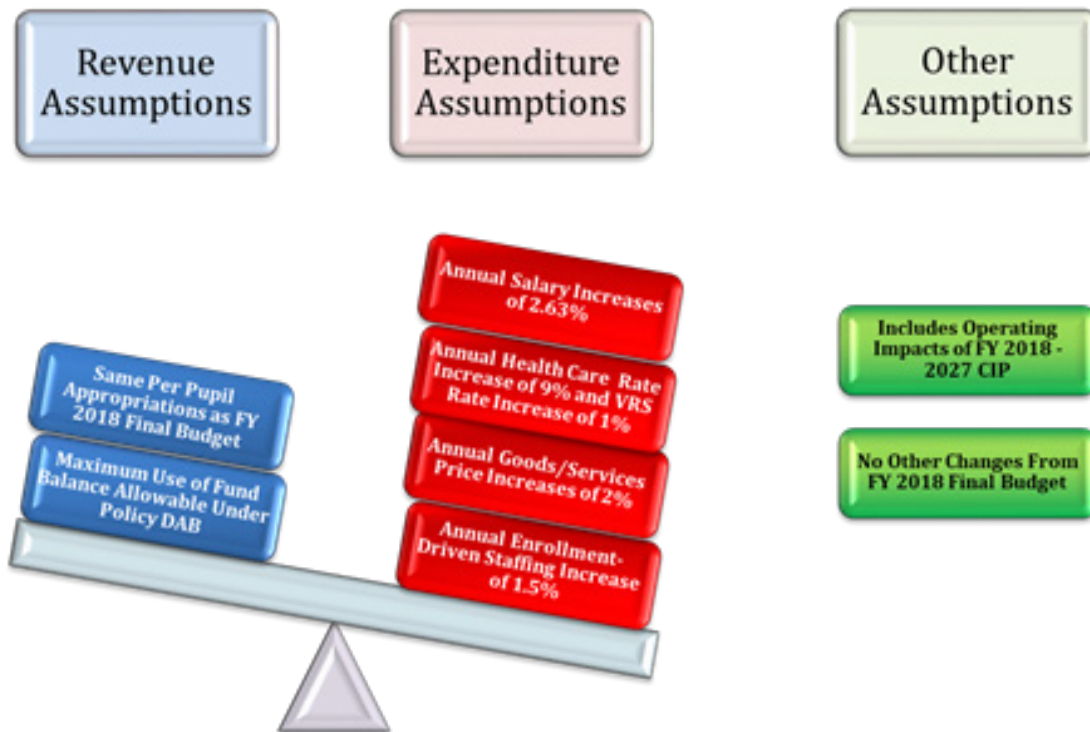 Revenue
Assumptions
Expenditure
Assumptions
Other
Assumptions
Same Per Pupil
Appropriations as FY
2018 Final Budget
Maximum Use of Fund
Balance Allowable Under
Policy DAB
Annual Salary Increases
of 2.63%
Annual Health Care Rate
Increase of 9% and VRS
Rate Increase of 1%
Annual Goods/Services
Price Increases of 2%
Annual Enrollment-
Driven Staffing Increase
of 1.5%
Includes Operating
Impacts of FY 2018 -
2027 CIP
No Other Changes From
FY 2018 Final Budget